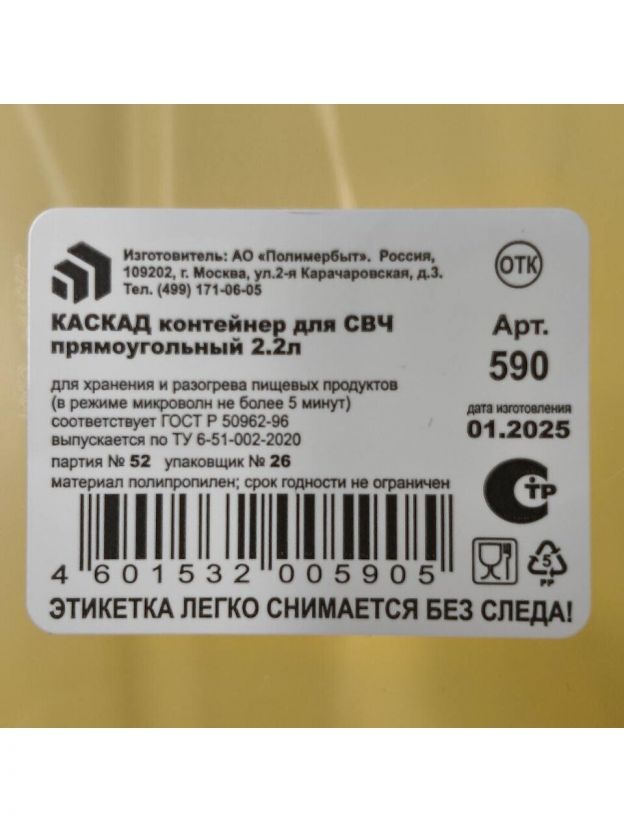 Изготовитель: АО «Полимербыт». Россия,
109202, г. Москва, ул.2-я Карачаровская, д.3.
Тел. (499) 171-06-05
ОТК
КАСКАД контейнер для СВЧ
прямоугольный 2.2л
Арт.
590
для хранения и разогрева пищевых продуктов
(в режиме микроволн не более 5 минут)
соответствует ГОСТ Р 50962-96
выпускается по ТУ 6-51-002-2020
дата изготовления
01.2025
партия № 52 упаковщик № 26
материал полипропилен; срок годности не ограничен
СТР
5
PP
4 601532 005905
ЭТИКЕТКА ЛЕГКО СНИМАЕТСЯ БЕЗ СЛЕДА!